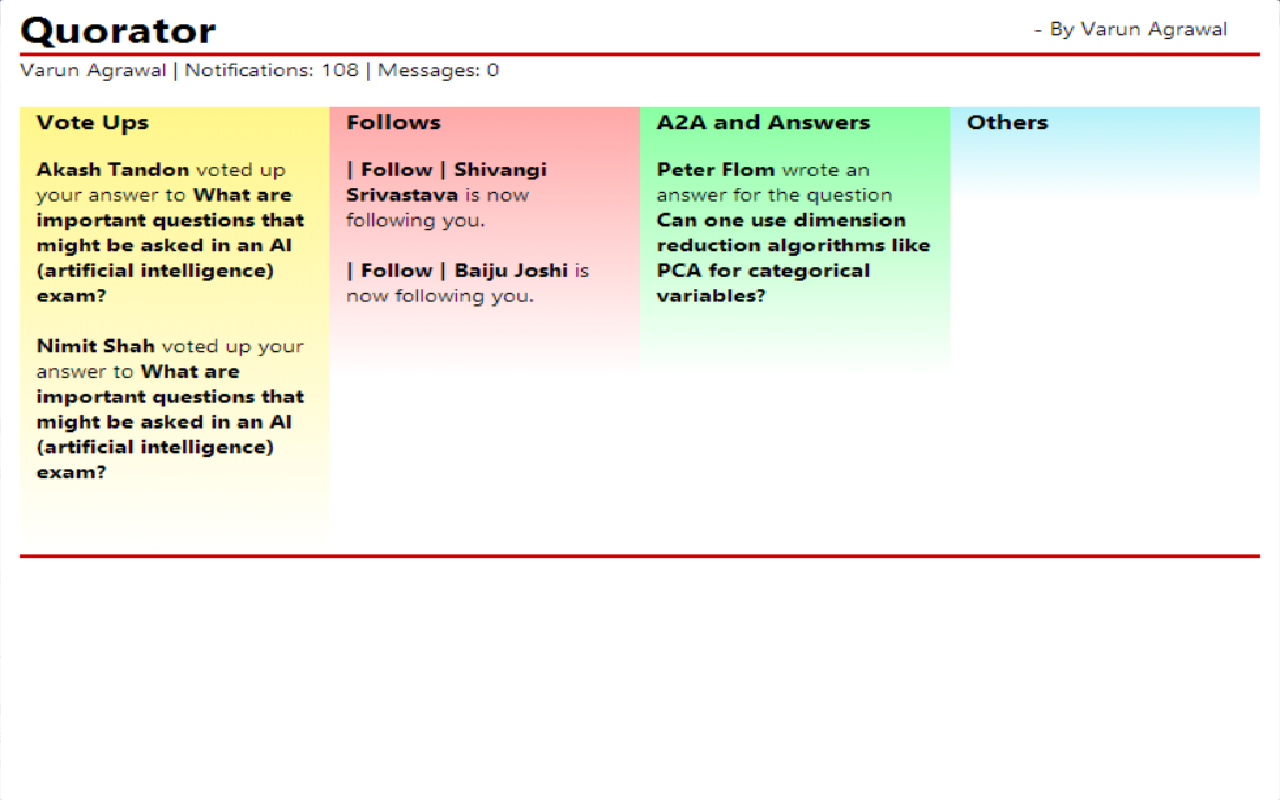 Quorator
- By Varun Agrawal
Varun Agrawal | Notifications: 108 | Messages: 0
Vote Ups
Akash Tandon voted up
your answer to What are
important questions that
might be asked in an AI
(artificial intelligence)
exam?
Nimit Shah voted up your
answer to What are
important questions that
might be asked in an AI
(artificial intelligence)
exam?
Follows
| Follow | Shivangi
Srivastava is now
following you.
| Follow | Baiju Joshi is
now following you.
A2A and Answers
Peter Flom wrote an
answer for the question
Can one use dimension
reduction algorithms like
PCA for categorical
variables?
Others